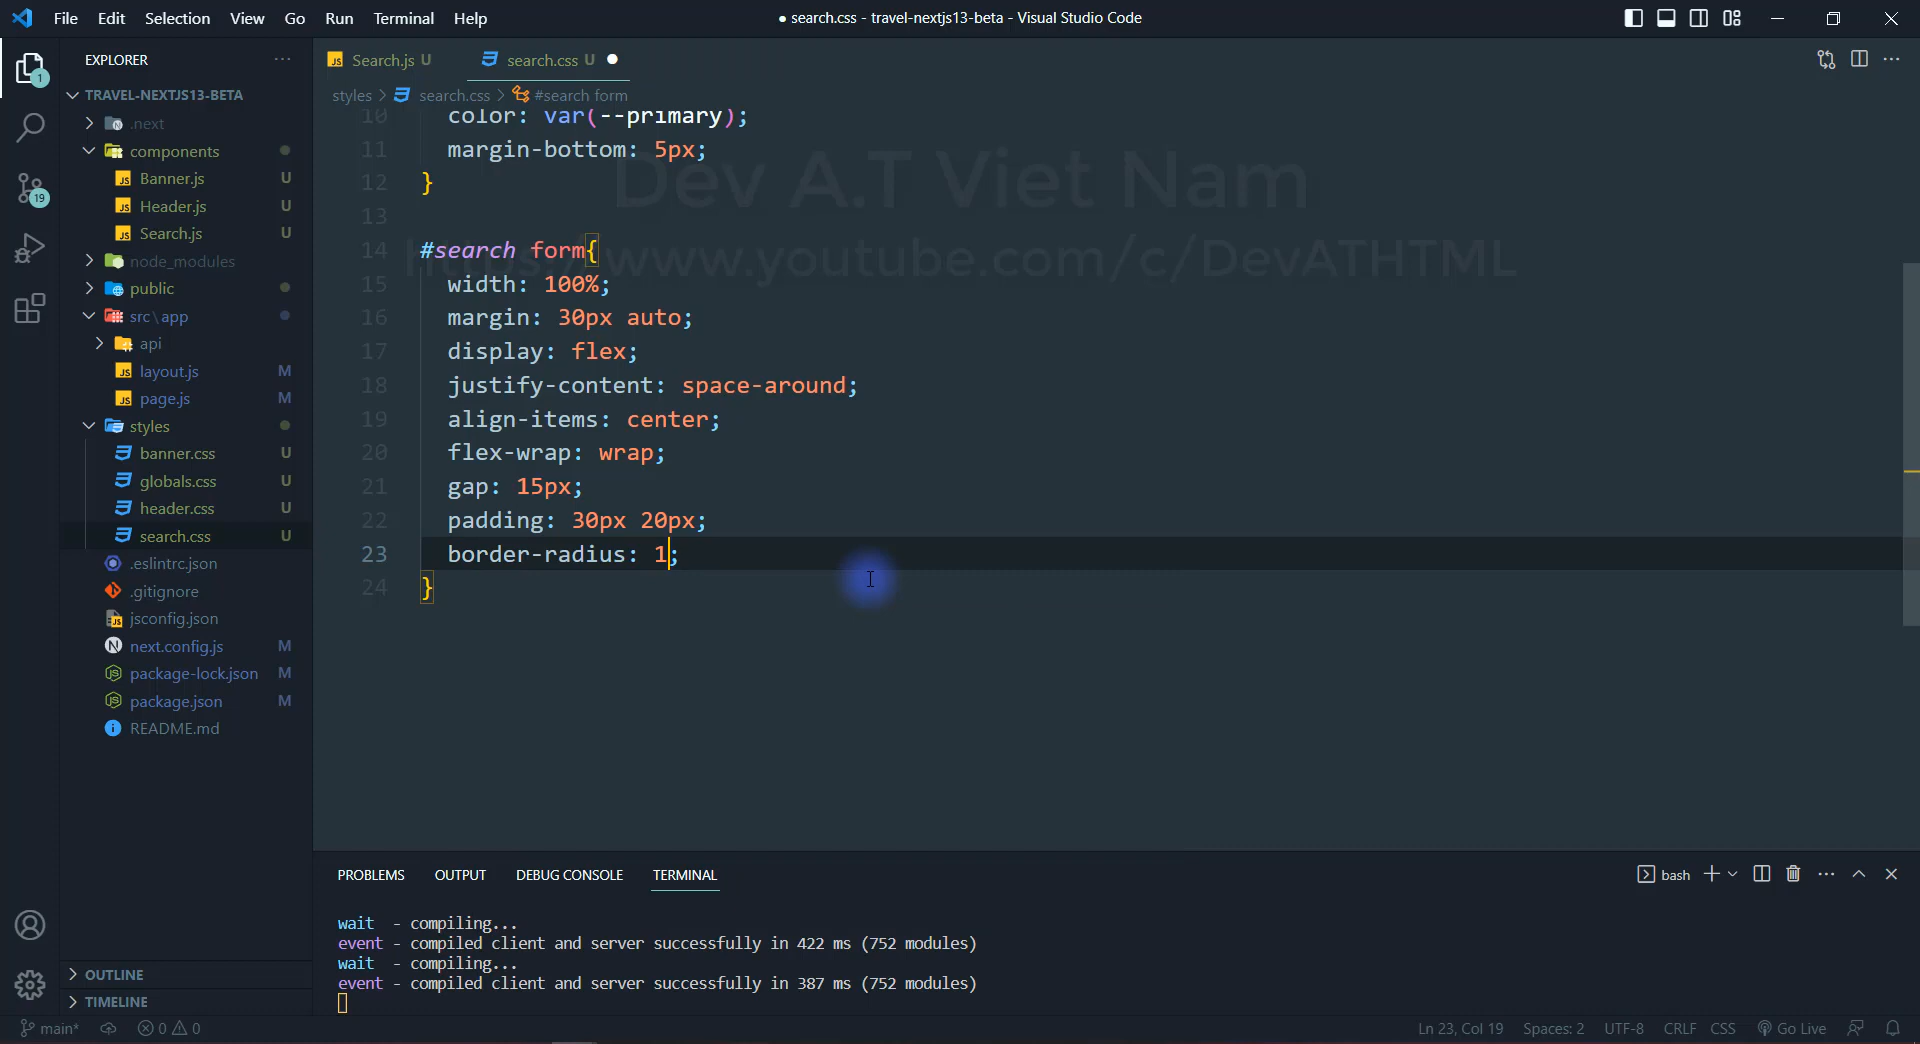 File Edit Selection View Go Run Terminal Help
● search.css - travel-nextjs13-beta - Visual Studio Code
EXPLORER
TRAVEL-NEXTJS13-BETA
.next
components
Banner.js U
Header.js U
Search.js U
node_modules
public
src\app
api
layout.js M
page.js M
styles
banner.css U
globals.css U
header.css U
search.css U
.eslintrc.json
.gitignore
jsconfig.json
next.config.js M
package-lock.json M
package.json M
README.md
OUTLINE
TIMELINE
1
19
Search.js U search.css U
styles > search.css > #search form
10 color: var(--primary);
11 margin-bottom: 5px;
12 }
13
14 #search form{
15 width: 100%;
16 margin: 30px auto;
17 display: flex;
18 justify-content: space-around;
19 align-items: center;
20 flex-wrap: wrap;
21 gap: 15px;
22 padding: 30px 20px;
23 border-radius: 1;
24 }
Dev A.T Viet Nam
https://www.youtube.com/c/DevATHTML
PROBLEMS OUTPUT DEBUG CONSOLE TERMINAL
bash
wait - compiling...
event - compiled client and server successfully in 422 ms (752 modules)
wait - compiling...
event - compiled client and server successfully in 387 ms (752 modules)
main* 0 0 Ln 23, Col 19 Spaces: 2 UTF-8 CRLF CSS Go Live